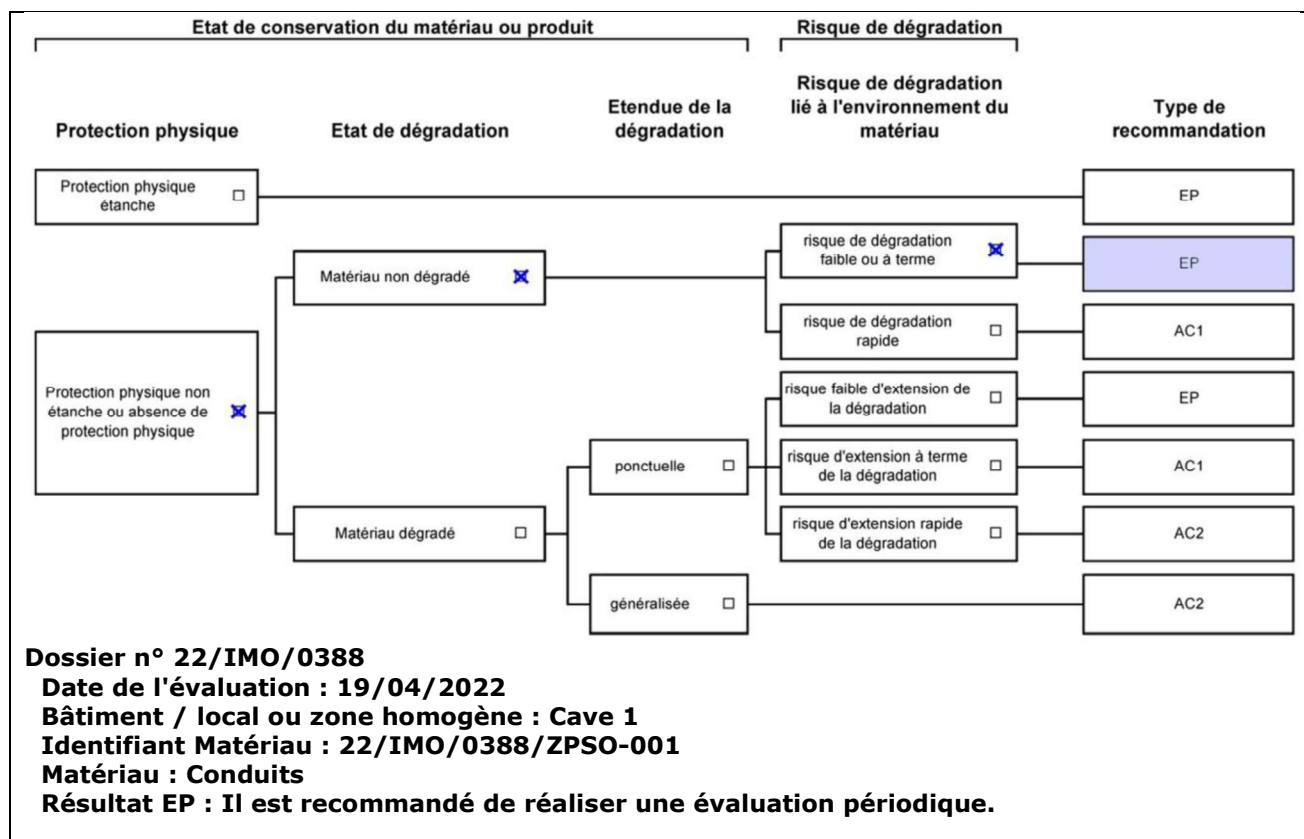 Etat de conservation du matériau ou produit
Risque de dégradation
Protection physique
Etat de dégradation
Etendue de la
dégradation
Risque de dégradation
lié à l'environnement du
matériau
Type de
recommandation
Protection physique
étanche
EP
Protection physique non
étanche ou absence de
protection physique
Matériau non dégradé
risque de dégradation
faible ou à terme
EP
risque de dégradation
rapide
AC1
Matériau dégradé
ponctuelle
risque faible d'extension de
la dégradation
EP
risque d'extension à terme
de la dégradation
AC1
risque d'extension rapide
de la dégradation
AC2
généralisée
AC2
Dossier n° 22/IMO/0388
Date de l'évaluation : 19/04/2022
Bâtiment / local ou zone homogène : Cave 1
Identifiant Matériau : 22/IMO/0388/ZPSO-001
Matériau : Conduits
Résultat EP : Il est recommandé de réaliser une évaluation périodique.